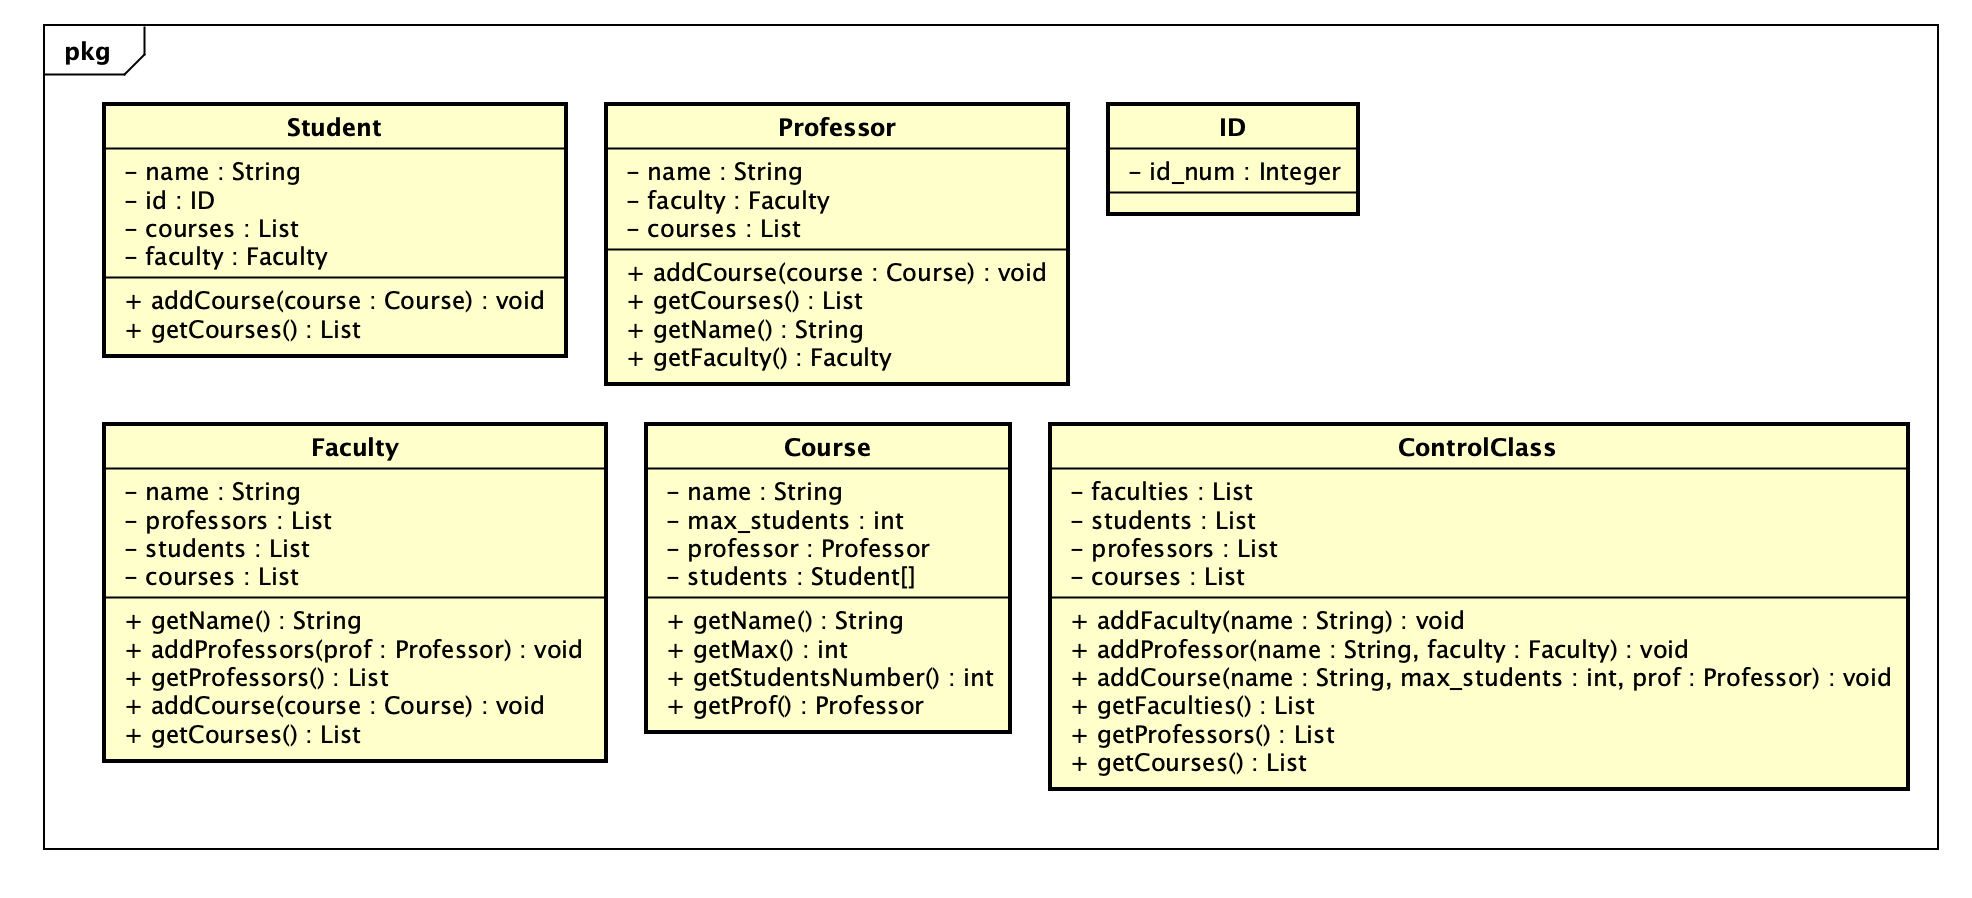 pkg
Student
- name : String
- id : ID
- courses : List
- faculty : Faculty
+ addCourse(course : Course) : void
+ getCourses() : List
Professor
- name : String
- faculty : Faculty
- courses : List
+ addCourse(course : Course) : void
+ getCourses() : List
+ getName() : String
+ getFaculty() : Faculty
ID
- id_num : Integer
Faculty
- name : String
- professors : List
- students : List
- courses : List
+ getName() : String
+ addProfessors(prof : Professor) : void
+ getProfessors() : List
+ addCourse(course : Course) : void
+ getCourses() : List
Course
- name : String
- max_students : int
- professor : Professor
- students : Student[]
+ getName() : String
+ getMax() : int
+ getStudentsNumber() : int
+ getProf() : Professor
ControlClass
- faculties : List
- students : List
- professors : List
- courses : List
+ addFaculty(name : String) : void
+ addProfessor(name : String, faculty : Faculty) : void
+ addCourse(name : String, max_students : int, prof : Professor) : void
+ getFaculties() : List
+ getProfessors() : List
+ getCourses() : List